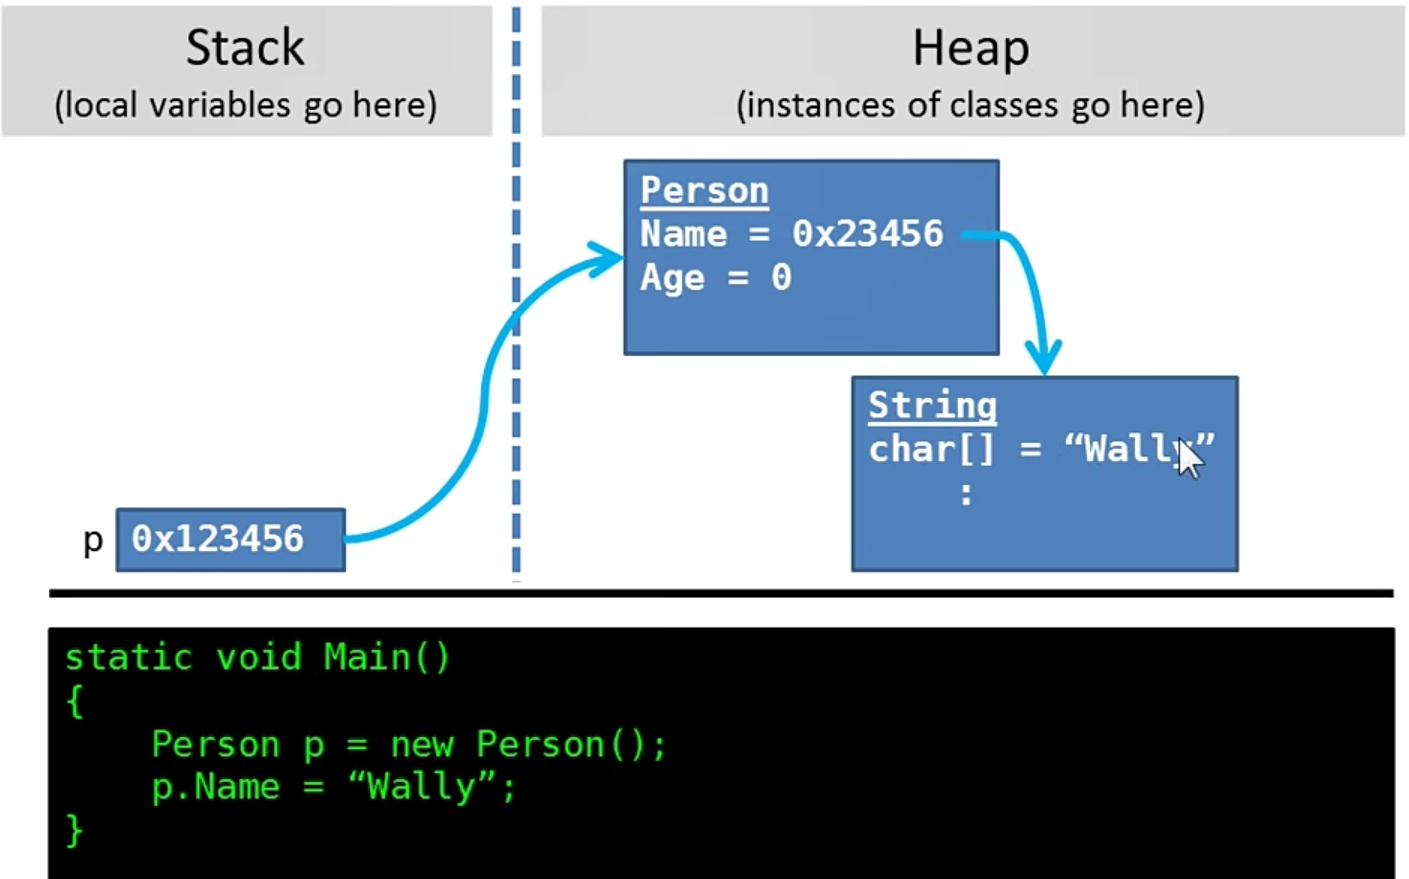 Stack
(local variables go here)
Heap
(instances of classes go here)
Person
Name = 0x23456
Age = 0
String
char[] = “Wally”
:
p 0x123456
static void Main()
{
    Person p = new Person();
    p.Name = “Wally”;
}